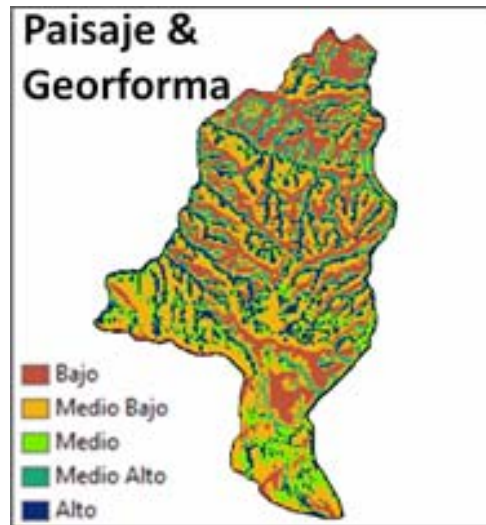 Paisaje &
Georforma
Bajo
Medio Bajo
Medio
Medio Alto
Alto